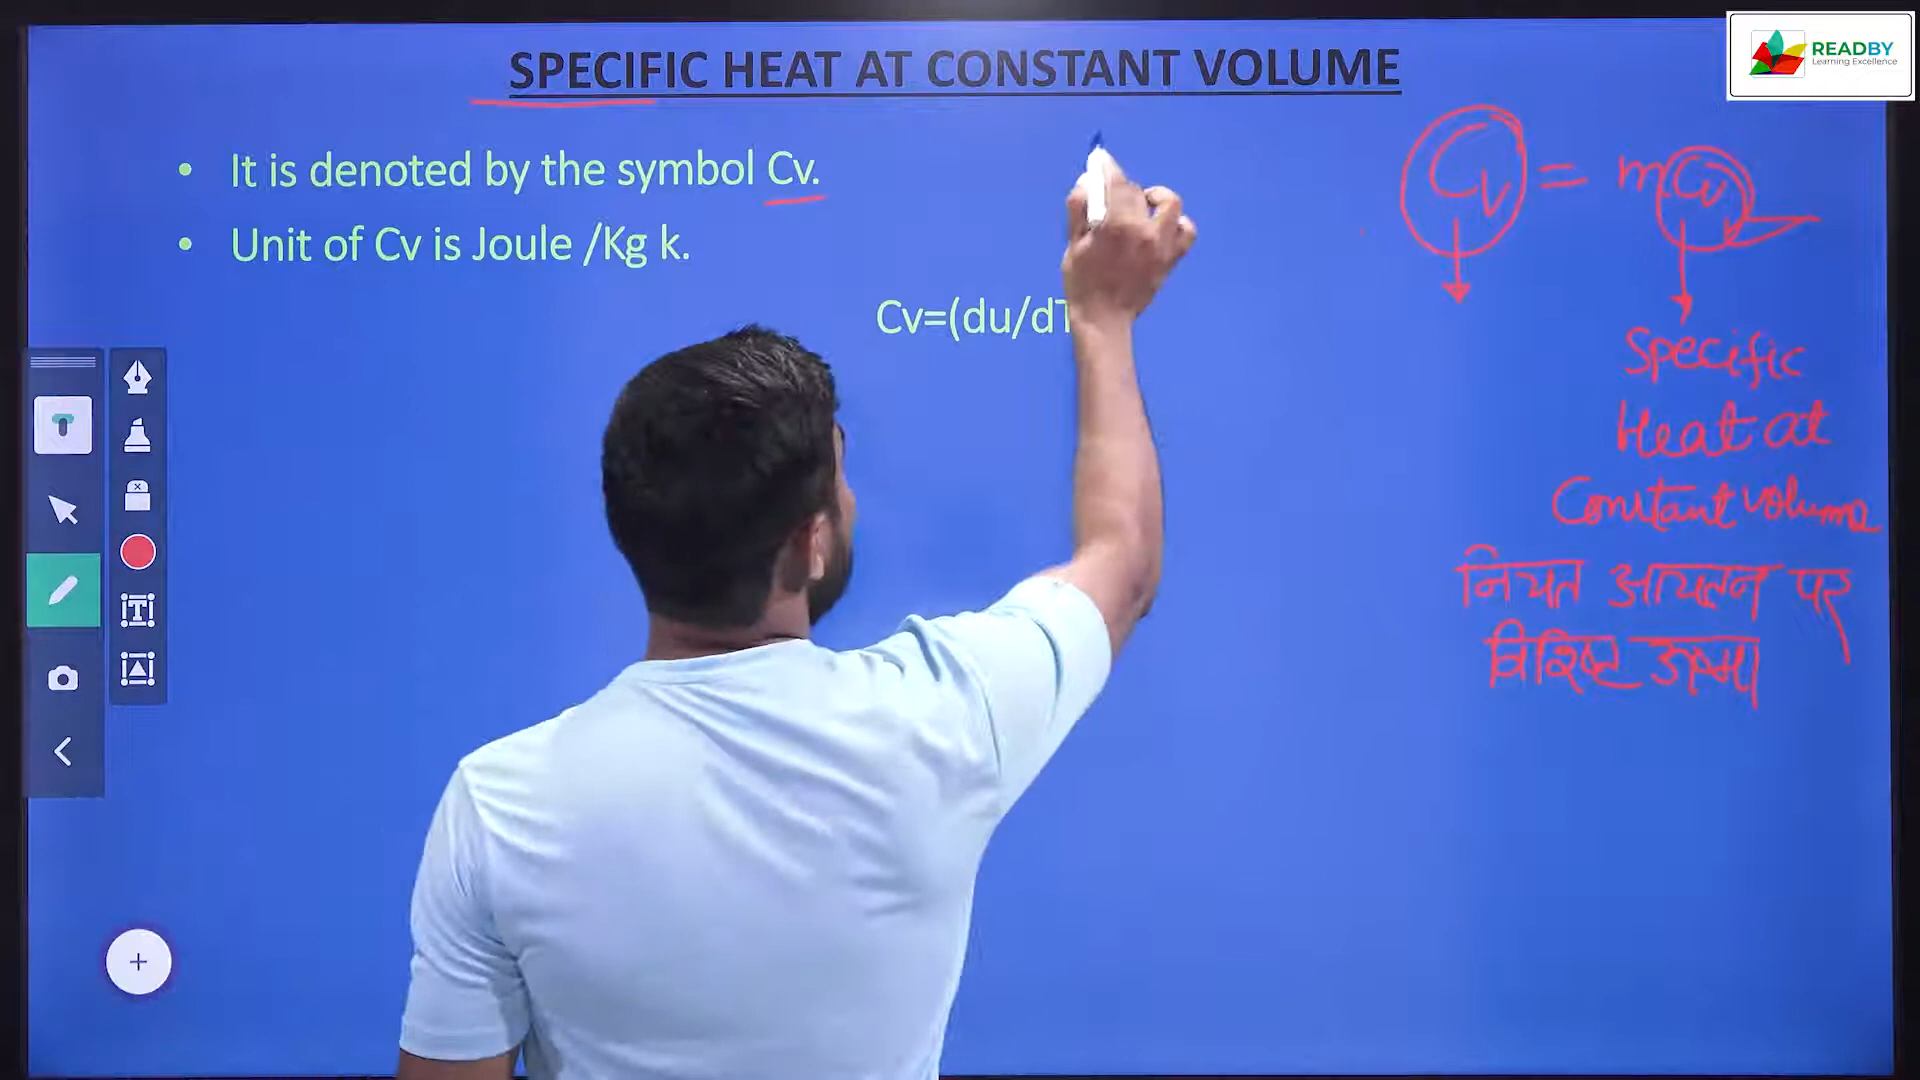 SPECIFIC HEAT AT CONSTANT VOLUME
READBY
Learning Excellence
• It is denoted by the symbol Cv.
• Unit of Cv is Joule /Kg k.
Cv=(du/dT
Cv = mCv
Specific
Heat at
Constant volume
नियत आयतन पर
विशिष्ट ऊष्मा